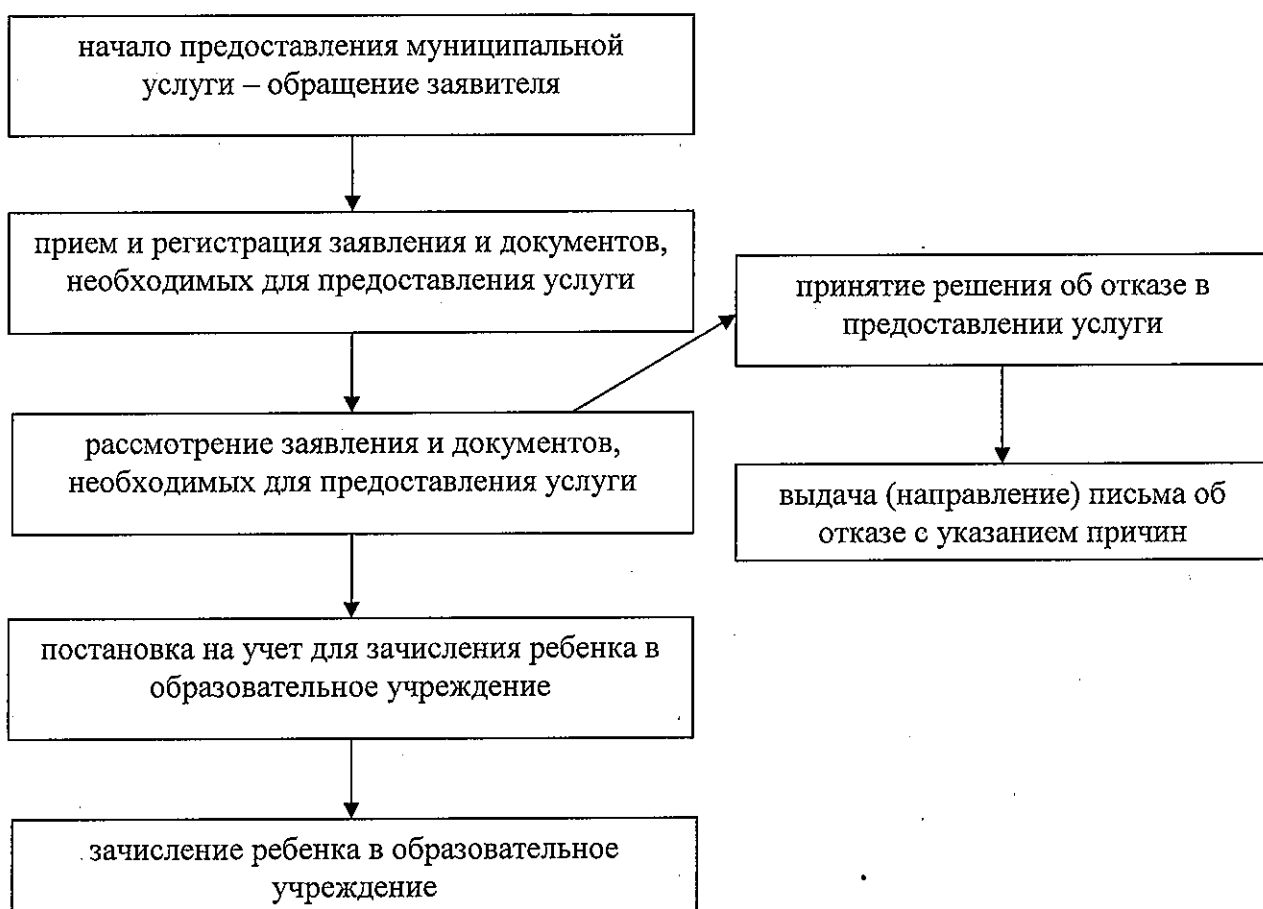 начало предоставления муниципальной
услуги – обращение заявителя
прием и регистрация заявления и документов,
необходимых для предоставления услуги
принятие решения об отказе в
предоставлении услуги
рассмотрение заявления и документов,
необходимых для предоставления услуги
выдача (направление) письма об
отказе с указанием причин
постановка на учет для зачисления ребенка в
образовательное учреждение
зачисление ребенка в образовательное
учреждение